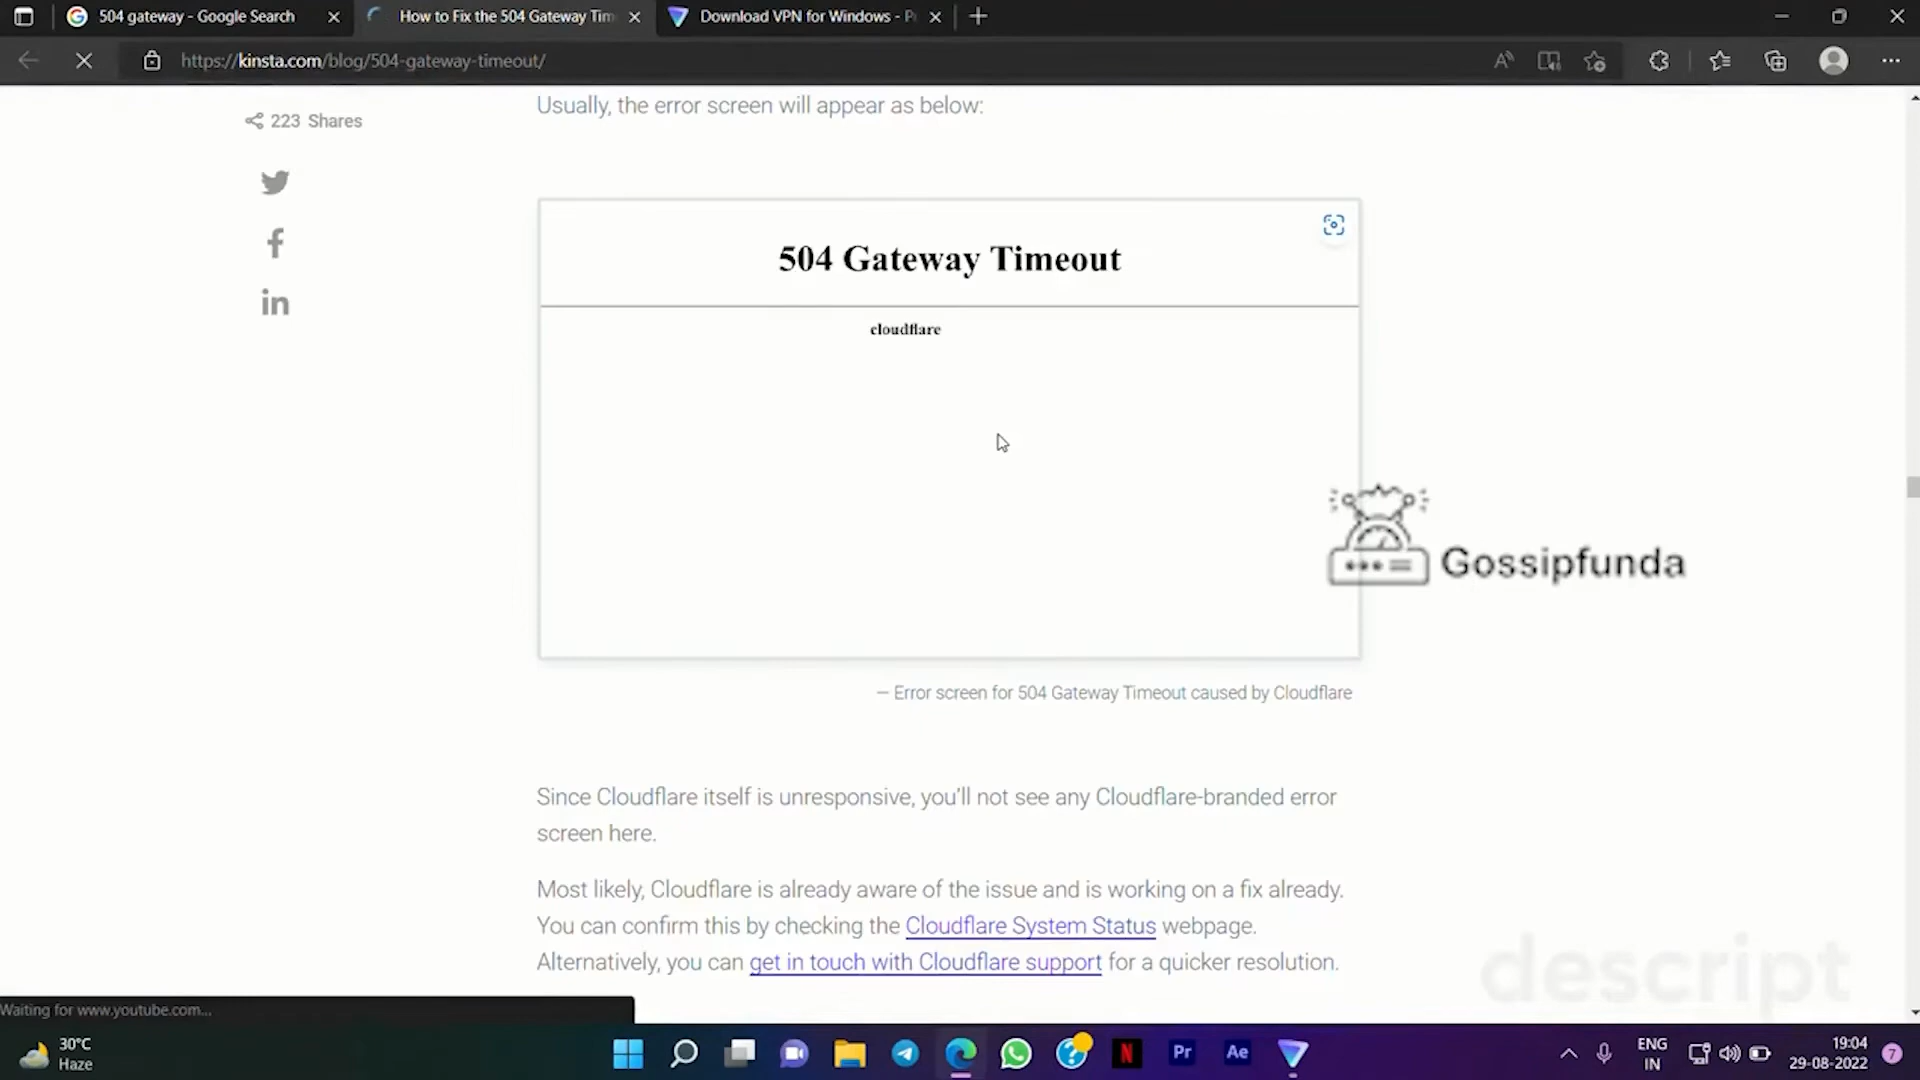 504 gateway - Google Search
How to Fix the 504 Gateway Tim
Download VPN for Windows - P
https://kinsta.com/blog/504-gateway-timeout/
Usually, the error screen will appear as below:
223 Shares
504 Gateway Timeout
cloudflare
Gossipfunda
– Error screen for 504 Gateway Timeout caused by Cloudflare
Since Cloudflare itself is unresponsive, you'll not see any Cloudflare-branded error
screen here.
Most likely, Cloudflare is already aware of the issue and is working on a fix already.
You can confirm this by checking the Cloudflare System Status webpage.
Alternatively, you can get in touch with Cloudflare support for a quicker resolution.
descript
Waiting for www.youtube.com...
30°C
Haze
N
Pr
Ae
ENG
IN
19:04
29-08-2022
7